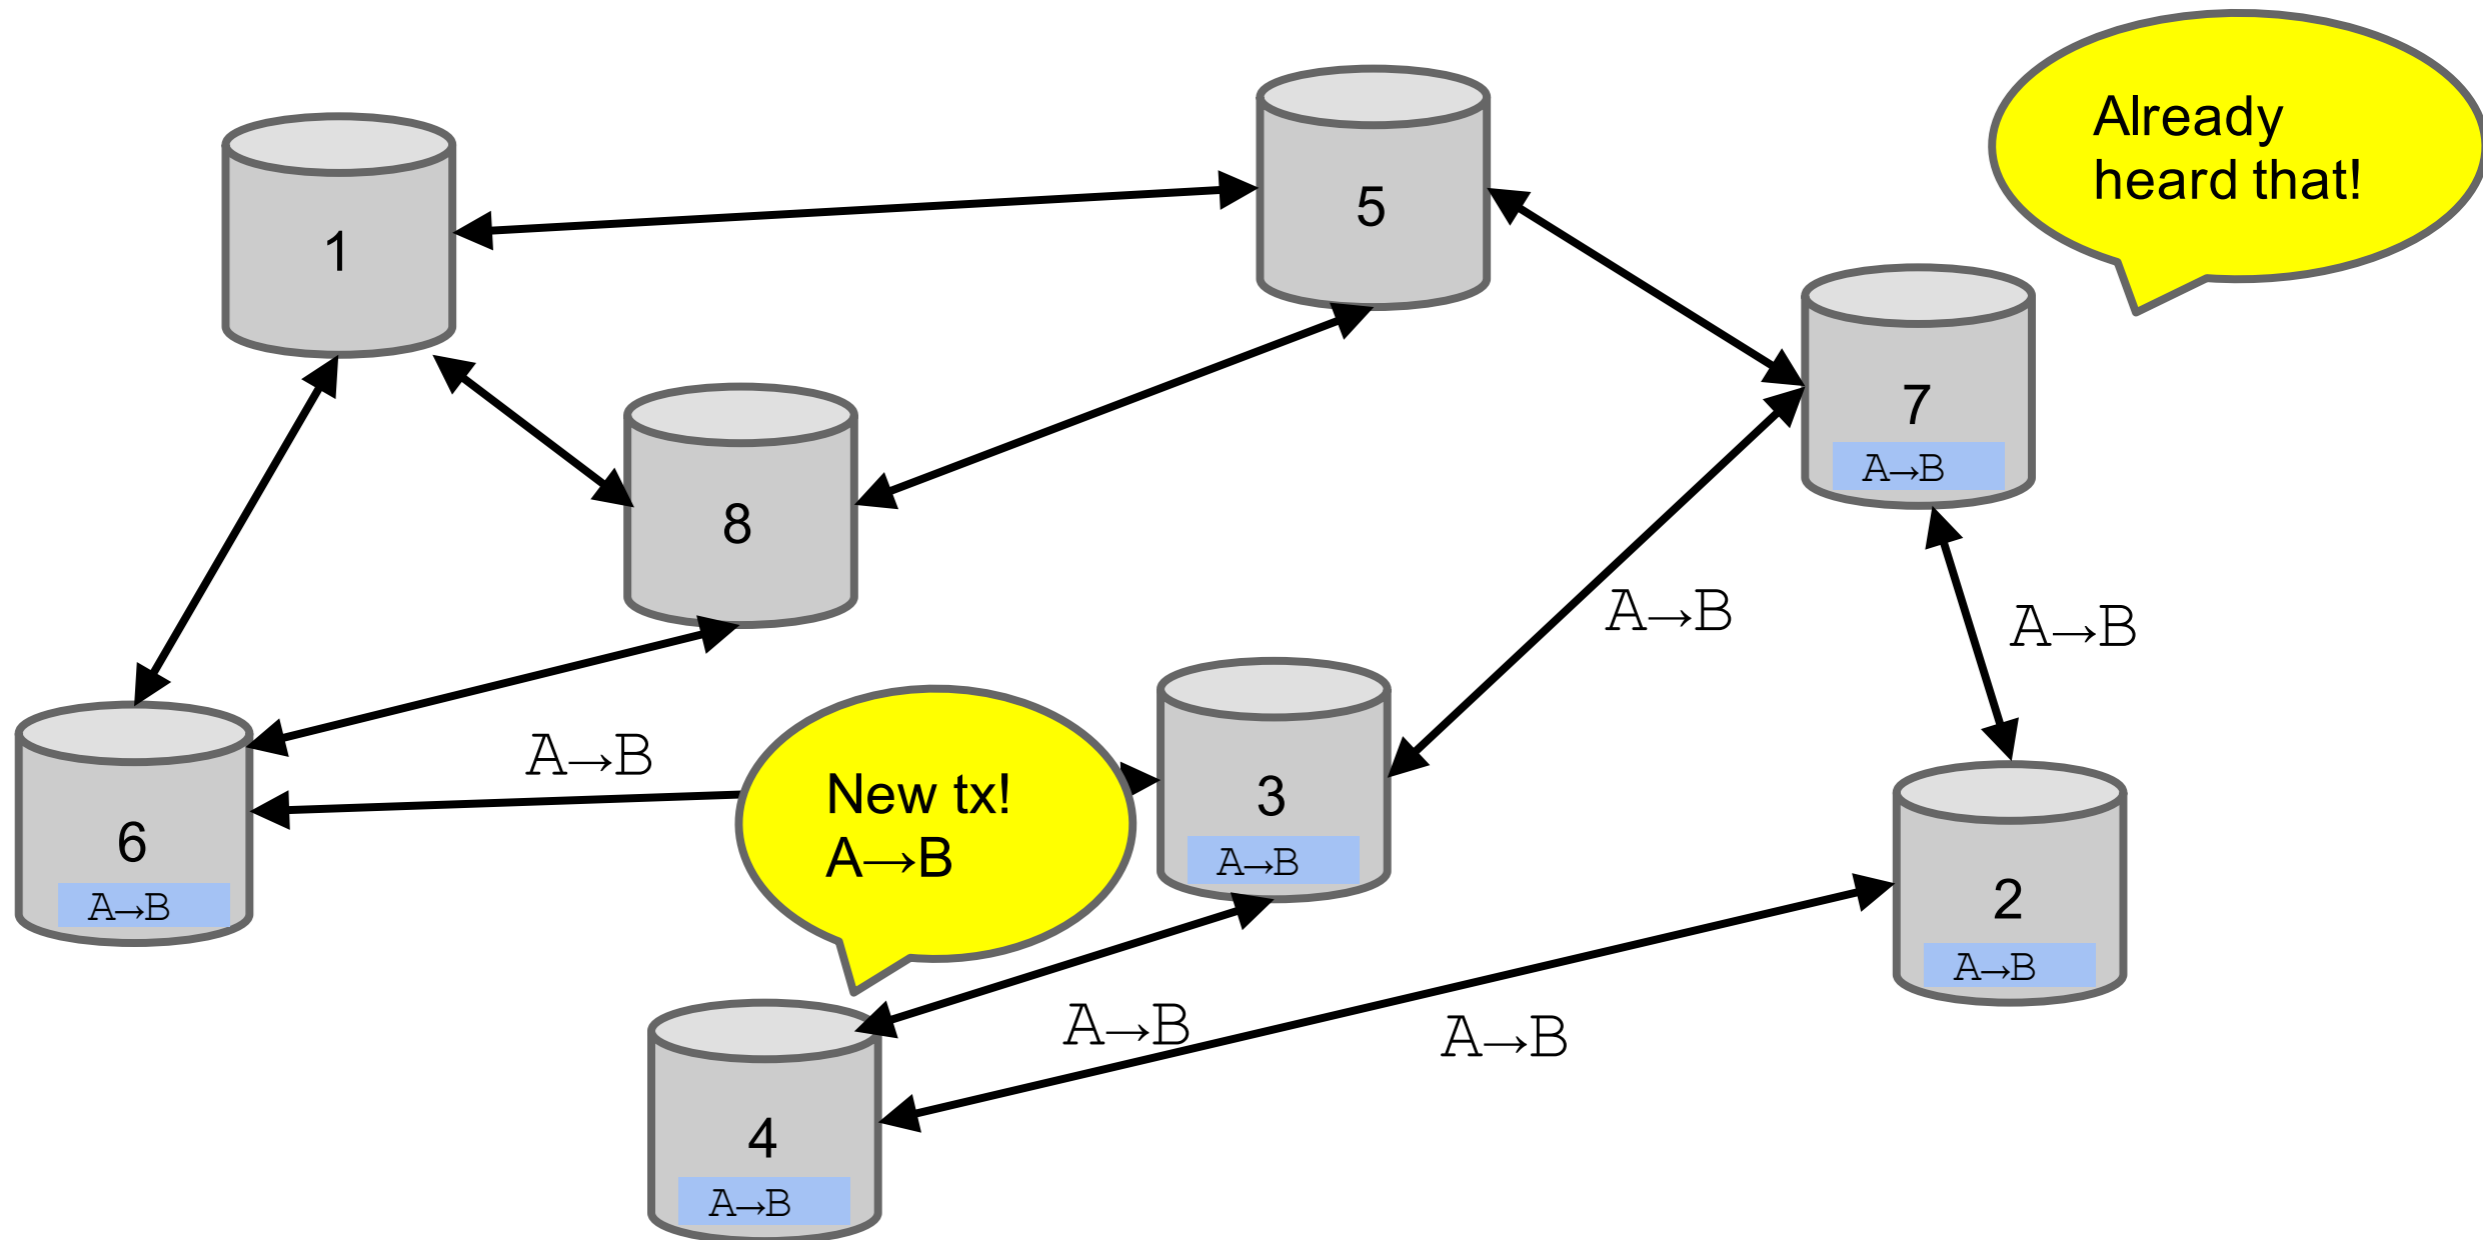 Already
heard that!
5
1
7
A→B
8
A→B
A→B
A→B
New tx!
A→B
3
A→B
6
A→B
2
A→B
A→B
A→B
4
A→B